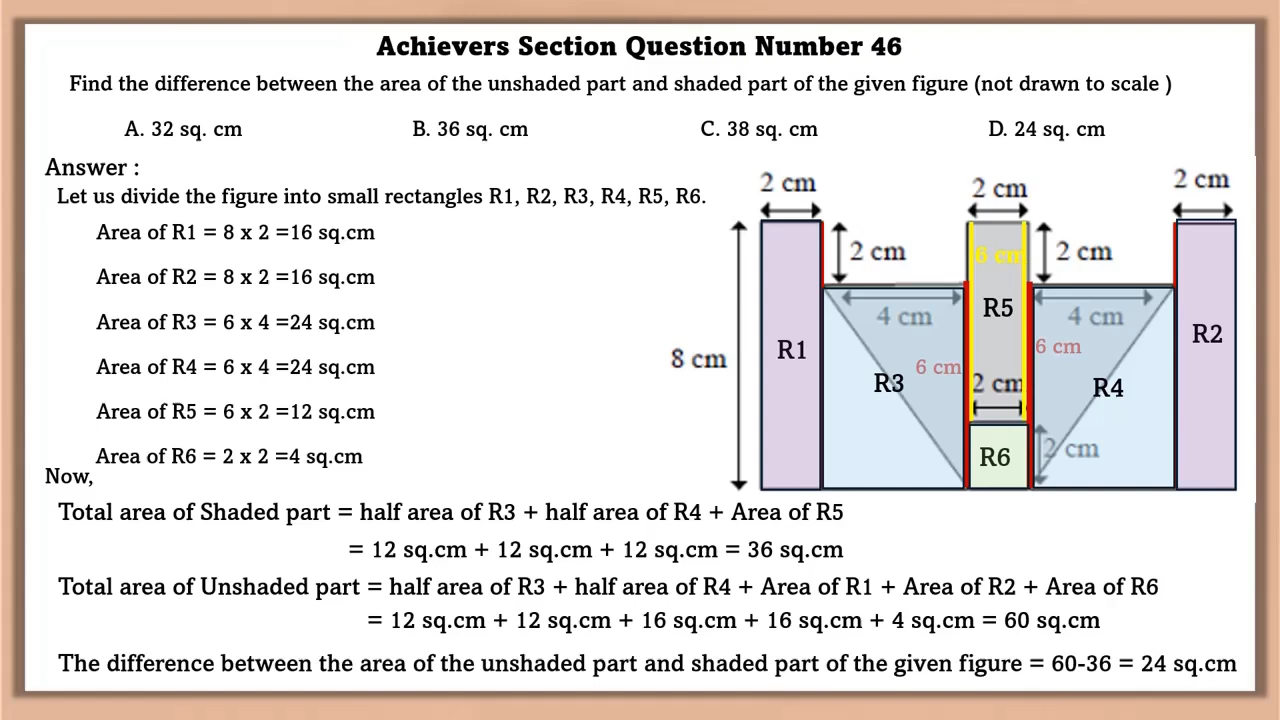 Achievers Section Question Number 46
Find the difference between the area of the unshaded part and shaded part of the given figure (not drawn to scale )
A. 32 sq. cm B. 36 sq. cm C. 38 sq. cm D. 24 sq. cm
Answer :
Let us divide the figure into small rectangles R1, R2, R3, R4, R5, R6.
Area of R1 = 8 x 2 =16 sq.cm
Area of R2 = 8 x 2 =16 sq.cm
Area of R3 = 6 x 4 =24 sq.cm
Area of R4 = 6 x 4 =24 sq.cm
Area of R5 = 6 x 2 =12 sq.cm
Area of R6 = 2 x 2 =4 sq.cm
2 cm 2 cm 2 cm
2 cm 6 cm 2 cm
4 cm R5 4 cm
8 cm R1 6 cm R2
R3 6 cm 2 cm R4
R6 2 cm
Now,
Total area of Shaded part = half area of R3 + half area of R4 + Area of R5
= 12 sq.cm + 12 sq.cm + 12 sq.cm = 36 sq.cm
Total area of Unshaded part = half area of R3 + half area of R4 + Area of R1 + Area of R2 + Area of R6
= 12 sq.cm + 12 sq.cm + 16 sq.cm + 16 sq.cm + 4 sq.cm = 60 sq.cm
The difference between the area of the unshaded part and shaded part of the given figure = 60-36 = 24 sq.cm